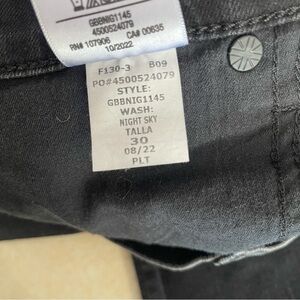 GBBNIG1145
4500524079
RN# 107906 CA# 00635
10/2022
F130-3 B09
PO#4500524079
STYLE:
GBBNIG1145
WASH:
NIGHT SKY
TALLA
30
08/22
PLT